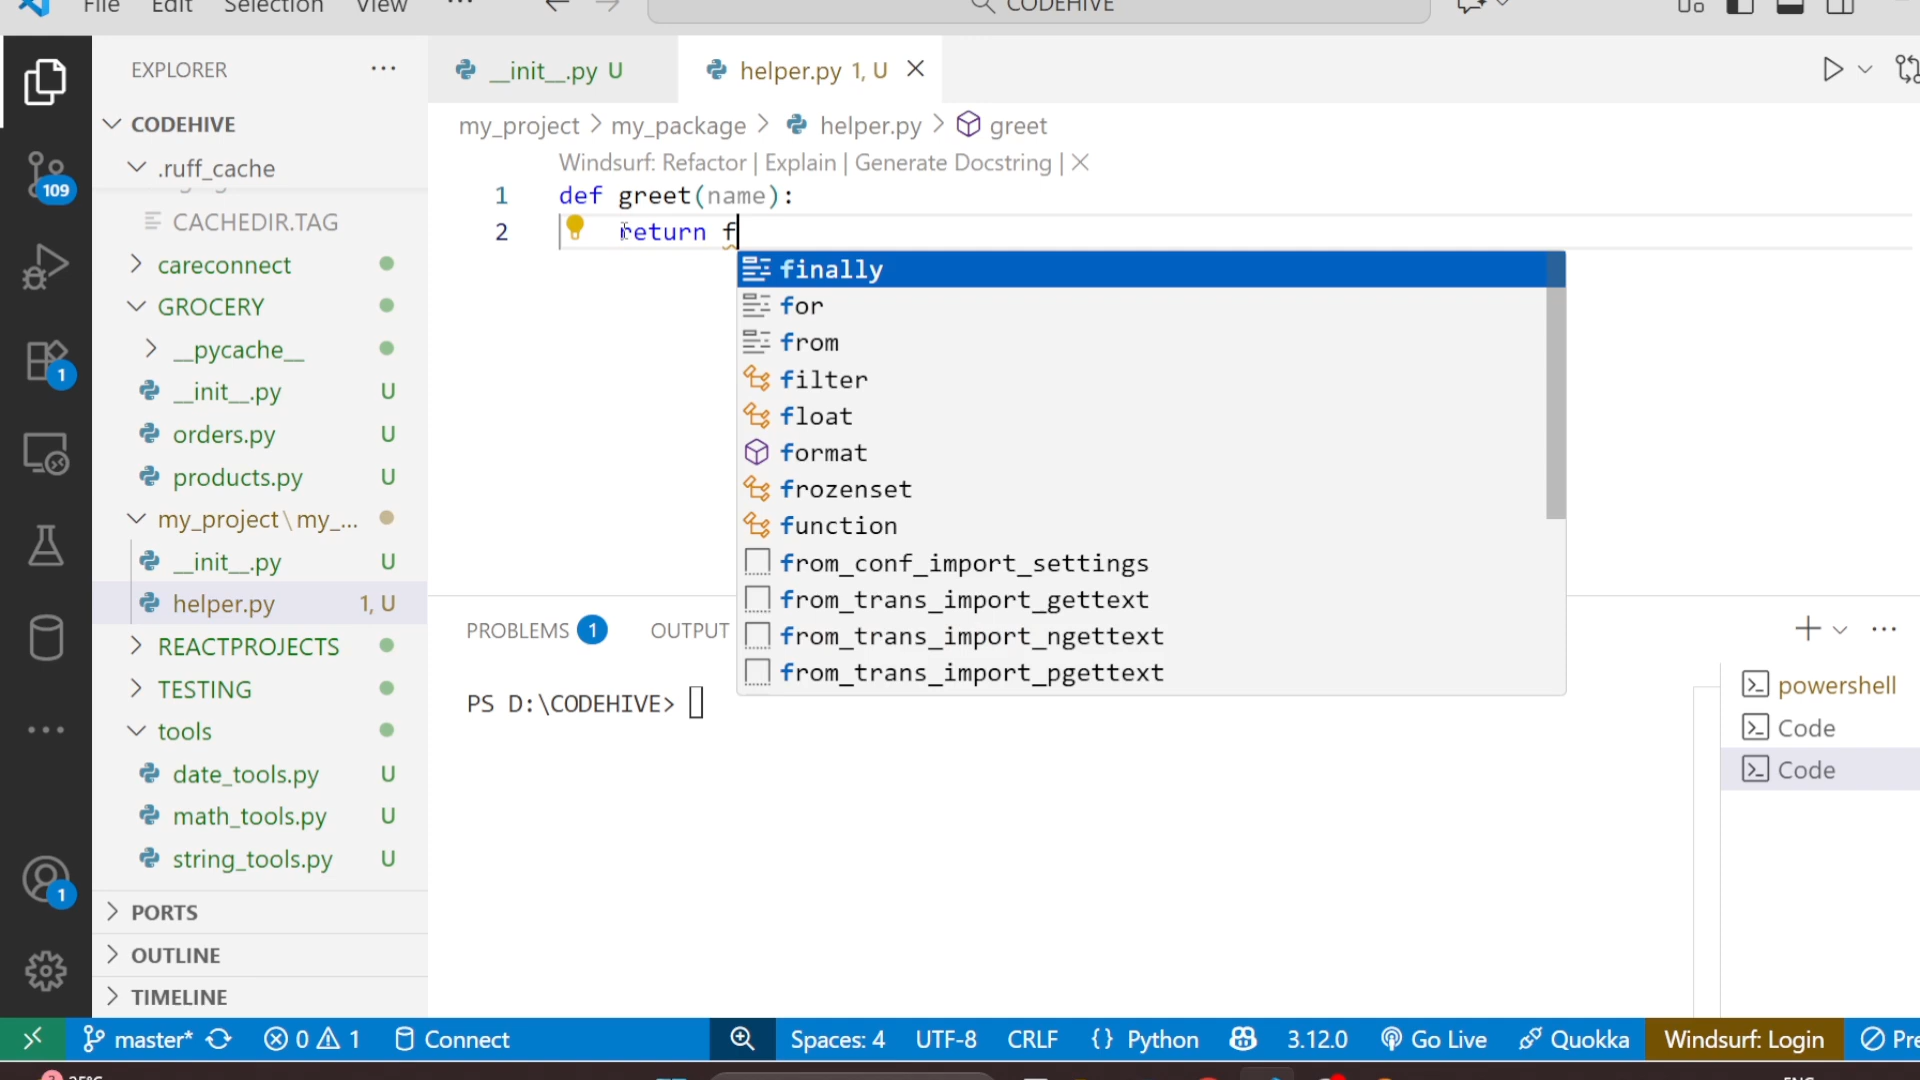 File Edit Selection View ...
CODEHIVE
EXPLORER ...
CODEHIVE
.ruff_cache
CACHEDIR.TAG
careconnect
GROCERY
__pycache__
__init__.py U
orders.py U
products.py U
my_project\my_...
__init__.py U
helper.py 1, U
REACTPROJECTS
TESTING
tools
date_tools.py U
math_tools.py U
string_tools.py U
PORTS
OUTLINE
TIMELINE
109
1
1
__init__.py U
helper.py 1, U
my_project > my_package > helper.py > greet
Windsurf: Refactor | Explain | Generate Docstring |
1 def greet(name):
2 return f
finally
for
from
filter
float
format
frozenset
function
from_conf_import_settings
from_trans_import_gettext
from_trans_import_ngettext
from_trans_import_pgettext
PROBLEMS 1 OUTPUT
PS D:\CODEHIVE>
powershell
Code
Code
master* 0 1 Connect Spaces: 4 UTF-8 CRLF {} Python 3.12.0 Go Live Quokka Windsurf: Login